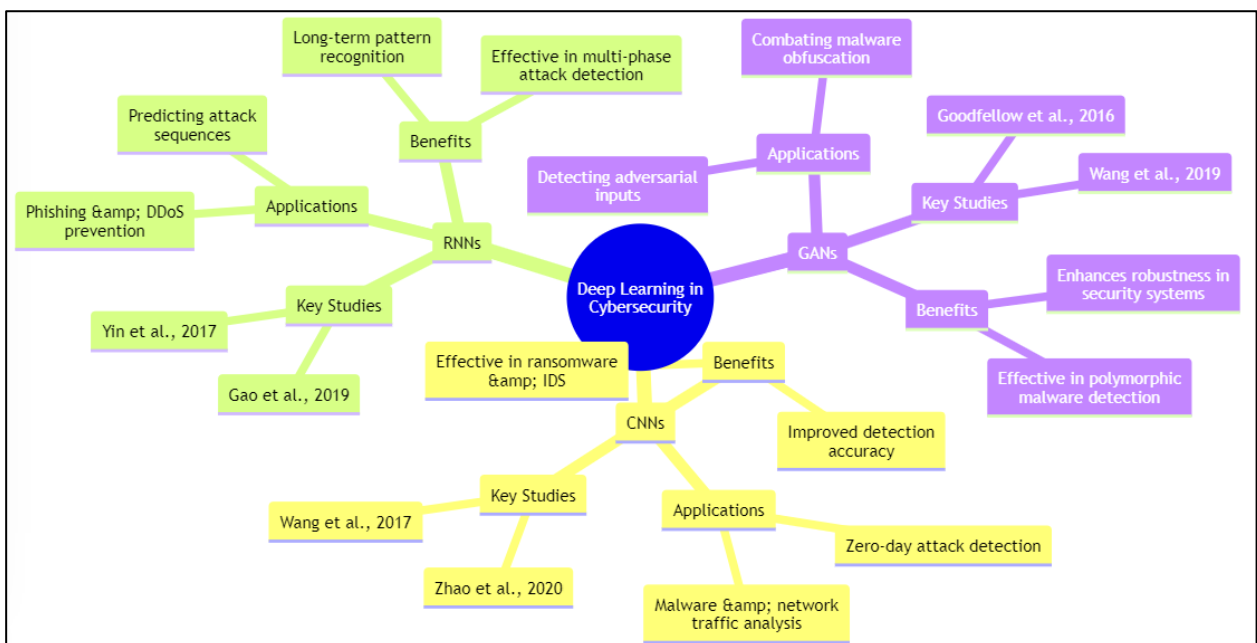 Long-term pattern
recognition
Effective in multi-phase
attack detection
Predicting attack
sequences
Benefits
Applications
Phishing &amp; DDoS
prevention
RNNs
Key Studies
Yin et al., 2017
Gao et al., 2019
Deep Learning in
Cybersecurity
Combating malware
obfuscation
Goodfellow et al., 2016
Applications
Wang et al., 2019
Detecting adversarial
inputs
Key Studies
GANs
Enhances robustness in
security systems
Benefits
Effective in polymorphic
malware detection
Effective in ransomware
&amp; IDS
Benefits
CNNs
Improved detection
accuracy
Key Studies
Wang et al., 2017
Zhao et al., 2020
Applications
Zero-day attack detection
Malware &amp; network
traffic analysis